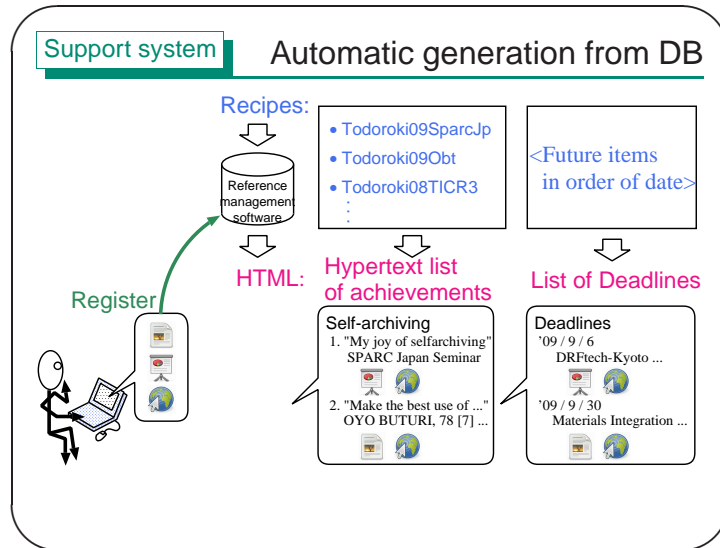 Support system
Automatic generation from DB
Recipes:
• Todoroki09SparcJp
• Todoroki09Obt
• Todoroki08TICR3
⋮
<Future items
in order of date>
Reference
management
software
HTML:
Hypertext list
of achievements
List of Deadlines
Register
Self-archiving
1. "My joy of selfarchiving"
SPARC Japan Seminar
2. "Make the best use of ..."
OYO BUTURI, 78 [7] ...
Deadlines
’09 / 9 / 6
DRFtech-Kyoto ...
’09 / 9 / 30
Materials Integration ...